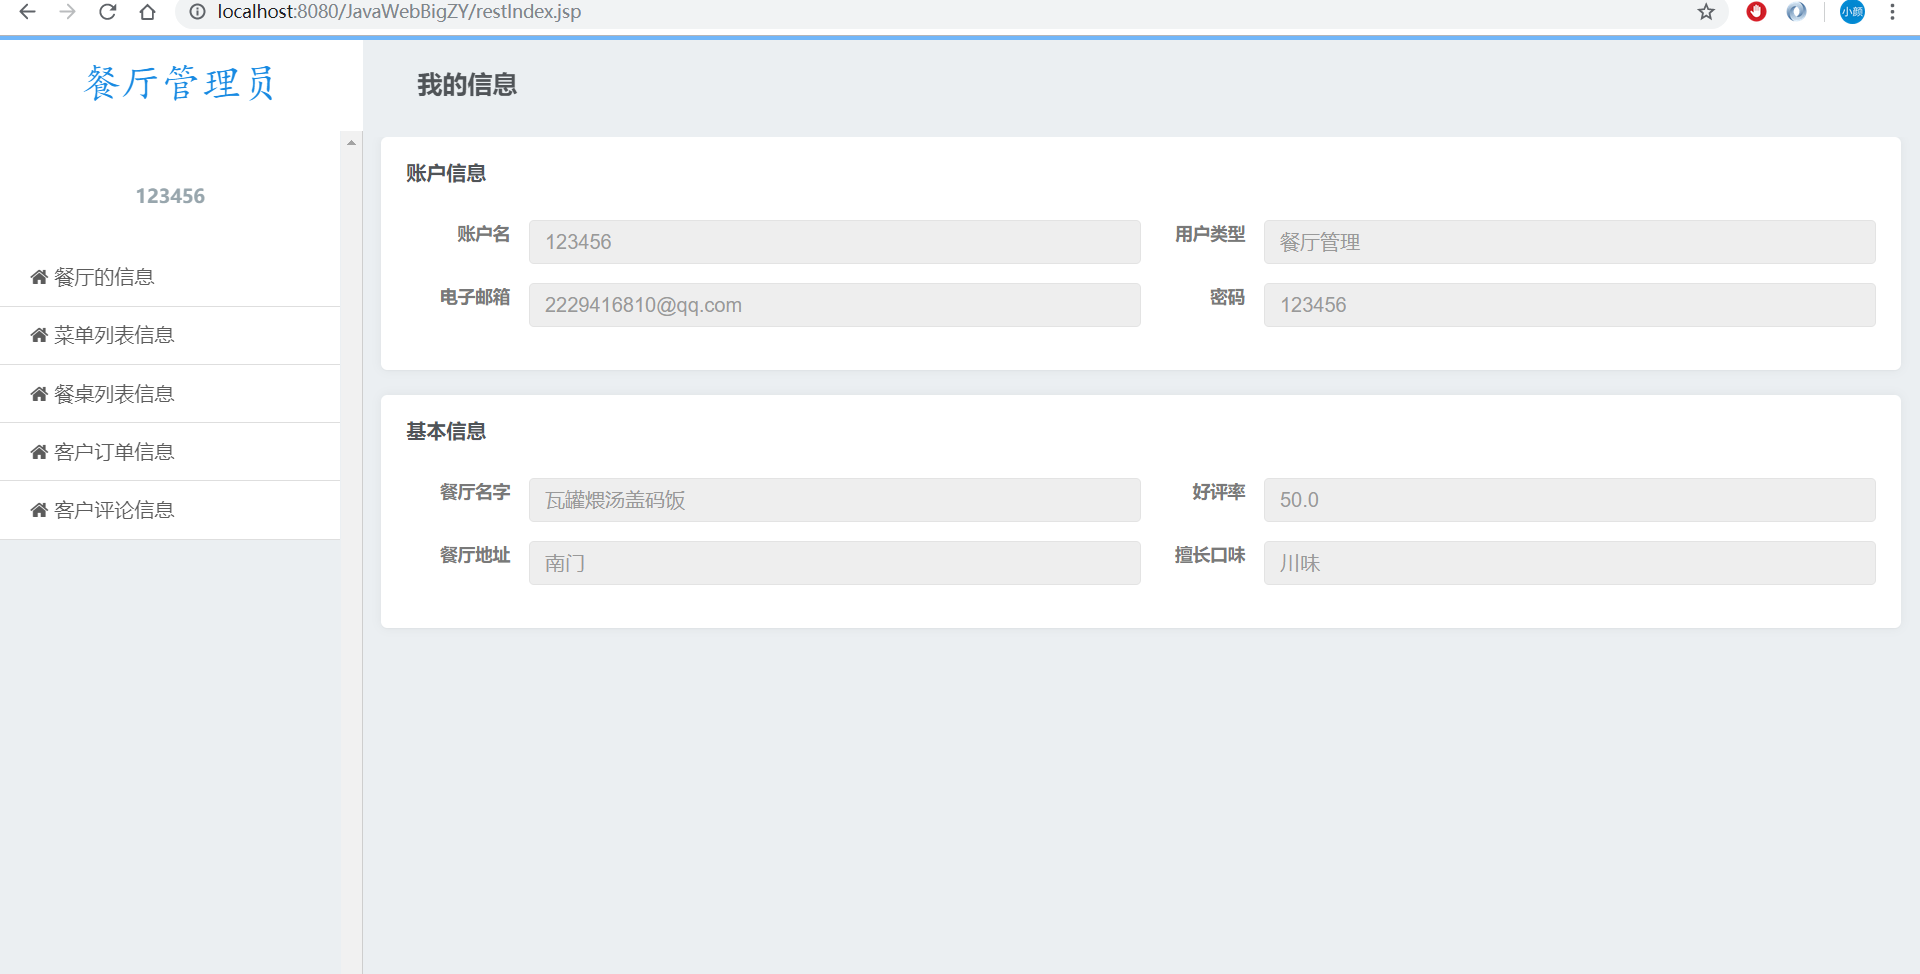 localhost:8080/JavaWebBigZY/restIndex.jsp
小颜
餐厅管理员
123456
餐厅的信息
菜单列表信息
餐桌列表信息
客户订单信息
客户评论信息
我的信息
账户信息
账户名 123456 用户类型 餐厅管理
电子邮箱 2229416810@qq.com 密码 123456
基本信息
餐厅名字 瓦罐煨汤盖码饭 好评率 50.0
餐厅地址 南门 擅长口味 川味